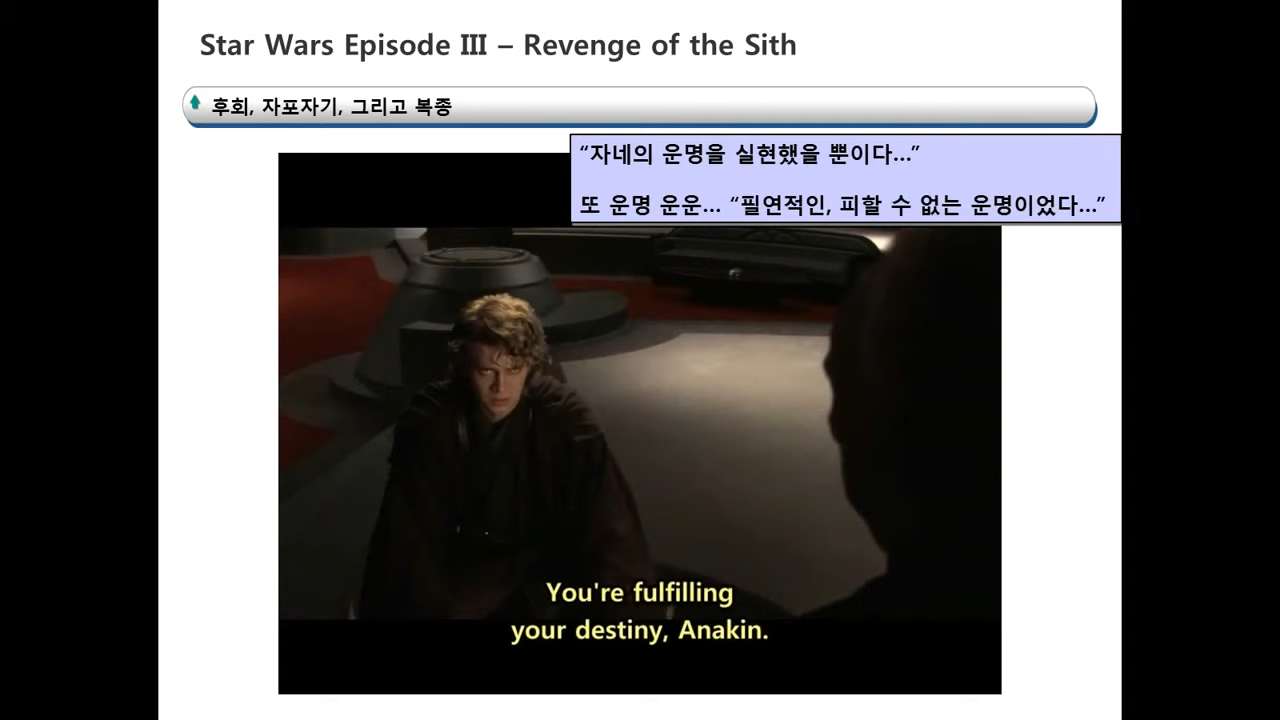 Star Wars Episode III – Revenge of the Sith
후회, 자포자기, 그리고 복종
“자네의 운명을 실현했을 뿐이다...”
또 운명 운운... “필연적인, 피할 수 없는 운명이었다...”
You're fulfilling
your destiny, Anakin.